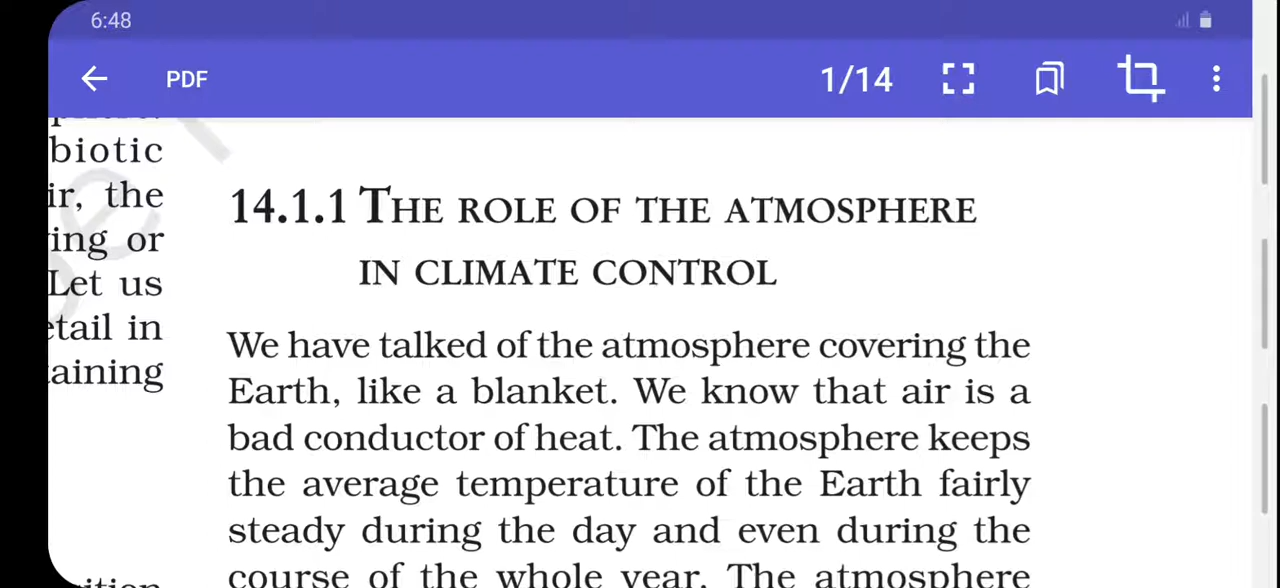 6:48
PDF
1/14
biotic
ir, the
ing or
Let us
etail in
aining
14.1.1 THE ROLE OF THE ATMOSPHERE
IN CLIMATE CONTROL
We have talked of the atmosphere covering the
Earth, like a blanket. We know that air is a
bad conductor of heat. The atmosphere keeps
the average temperature of the Earth fairly
steady during the day and even during the
course of the whole year. The atmosphere